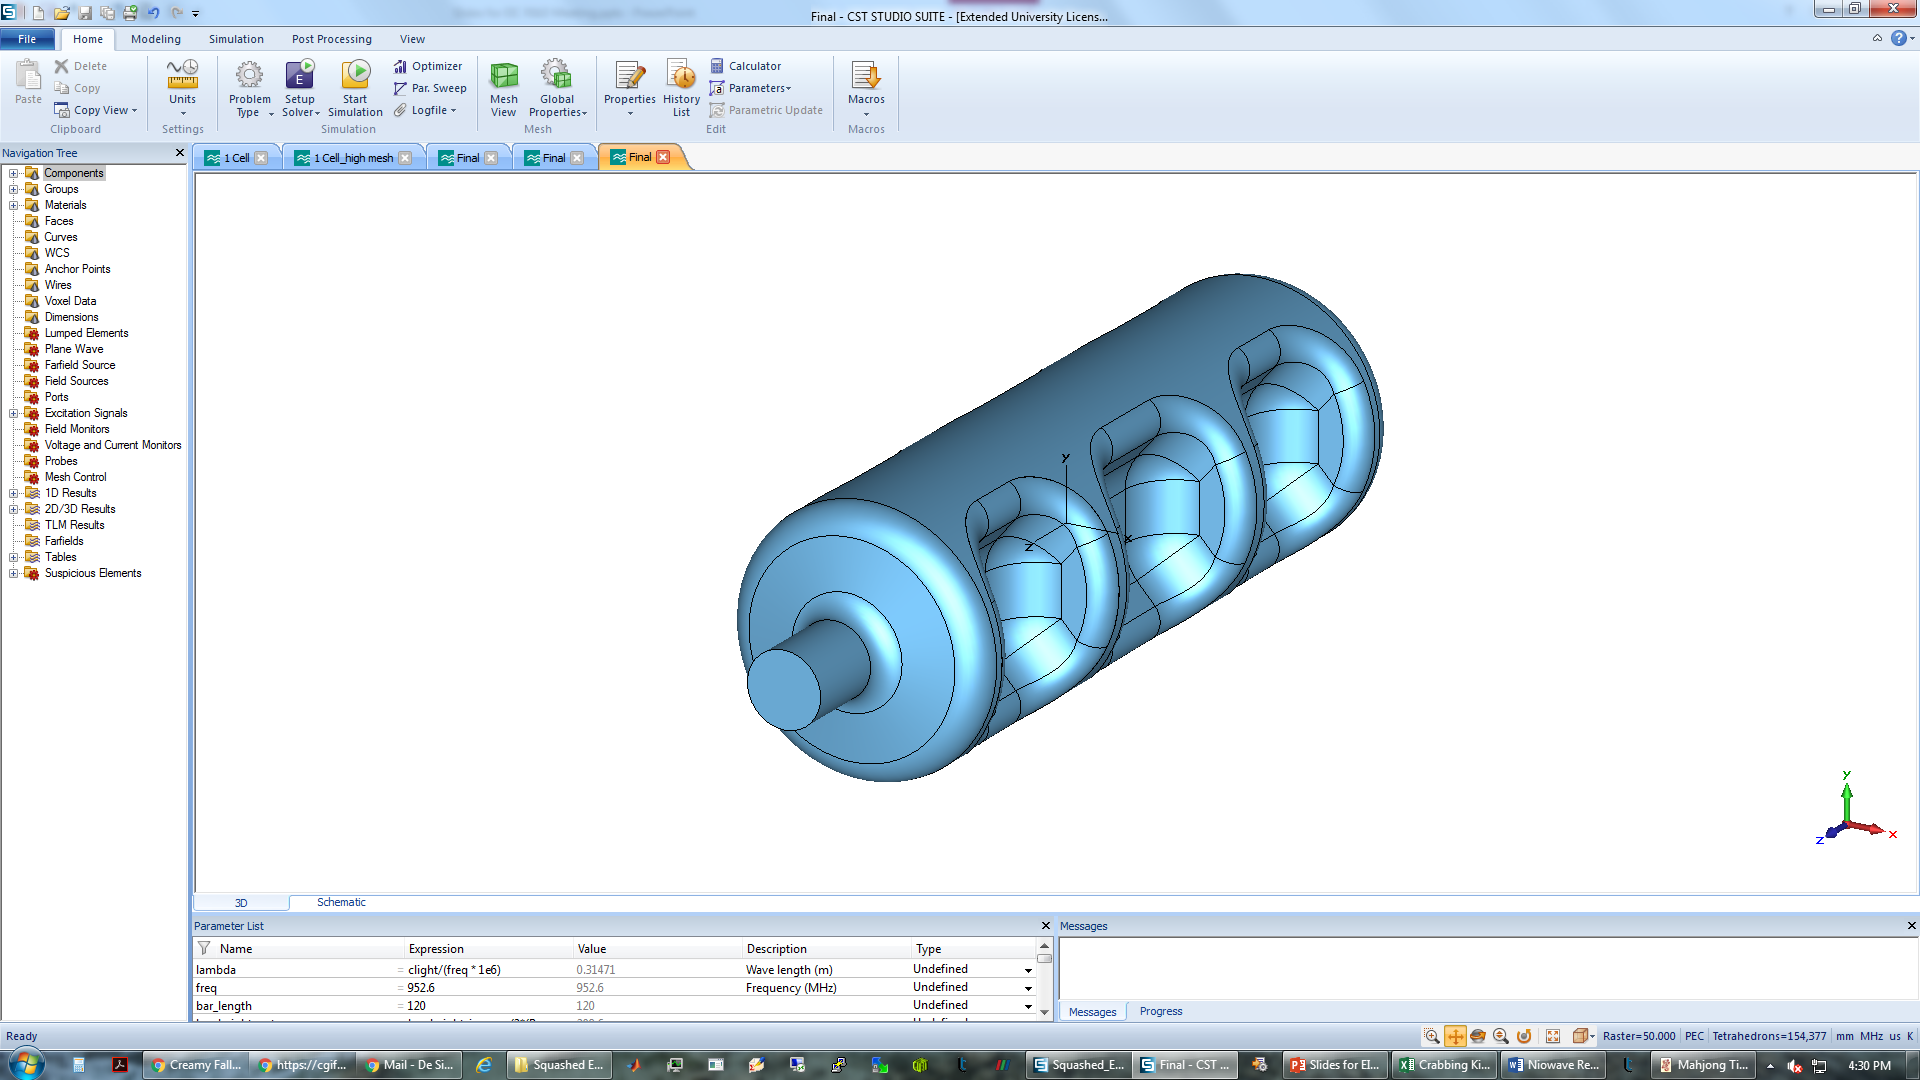 Final - CST STUDIO SUITE - [Extended University Licens...
File Home Modeling Simulation Post Processing View
Paste Delete Copy Copy View Clipboard
Units Settings
Problem Type Setup Solver Start Simulation Optimizer Par. Sweep Logfile Simulation
Mesh View Global Properties Mesh
Properties History List Calculator Parameters Parametric Update Edit
Macros Macros
Navigation Tree
1 Cell 1 Cell_high mesh Final Final Final
Components
Groups
Materials
Faces
Curves
WCS
Anchor Points
Wires
Voxel Data
Dimensions
Lumped Elements
Plane Wave
Farfield Source
Field Sources
Ports
Excitation Signals
Field Monitors
Voltage and Current Monitors
Probes
Mesh Control
1D Results
2D/3D Results
TLM Results
Farfields
Tables
Suspicious Elements
y
z x
y
z x
3D Schematic
Parameter List
Name Expression Value Description Type
lambda = clight/(freq * 1e6) 0.31471 Wave length (m) Undefined
freq = 952.6 952.6 Frequency (MHz) Undefined
bar_length = 120 120 Undefined
Messages
Messages Progress
Ready
Raster=50.000 PEC Tetrahedrons=154,377 mm MHz us K
Creamy Fall... https://cgif... Mail - De Si... Squashed E... Squashed_E... Final - CST ... Slides for El... Crabbing Ki... Niowave Re... Mahjong Ti... 4:30 PM